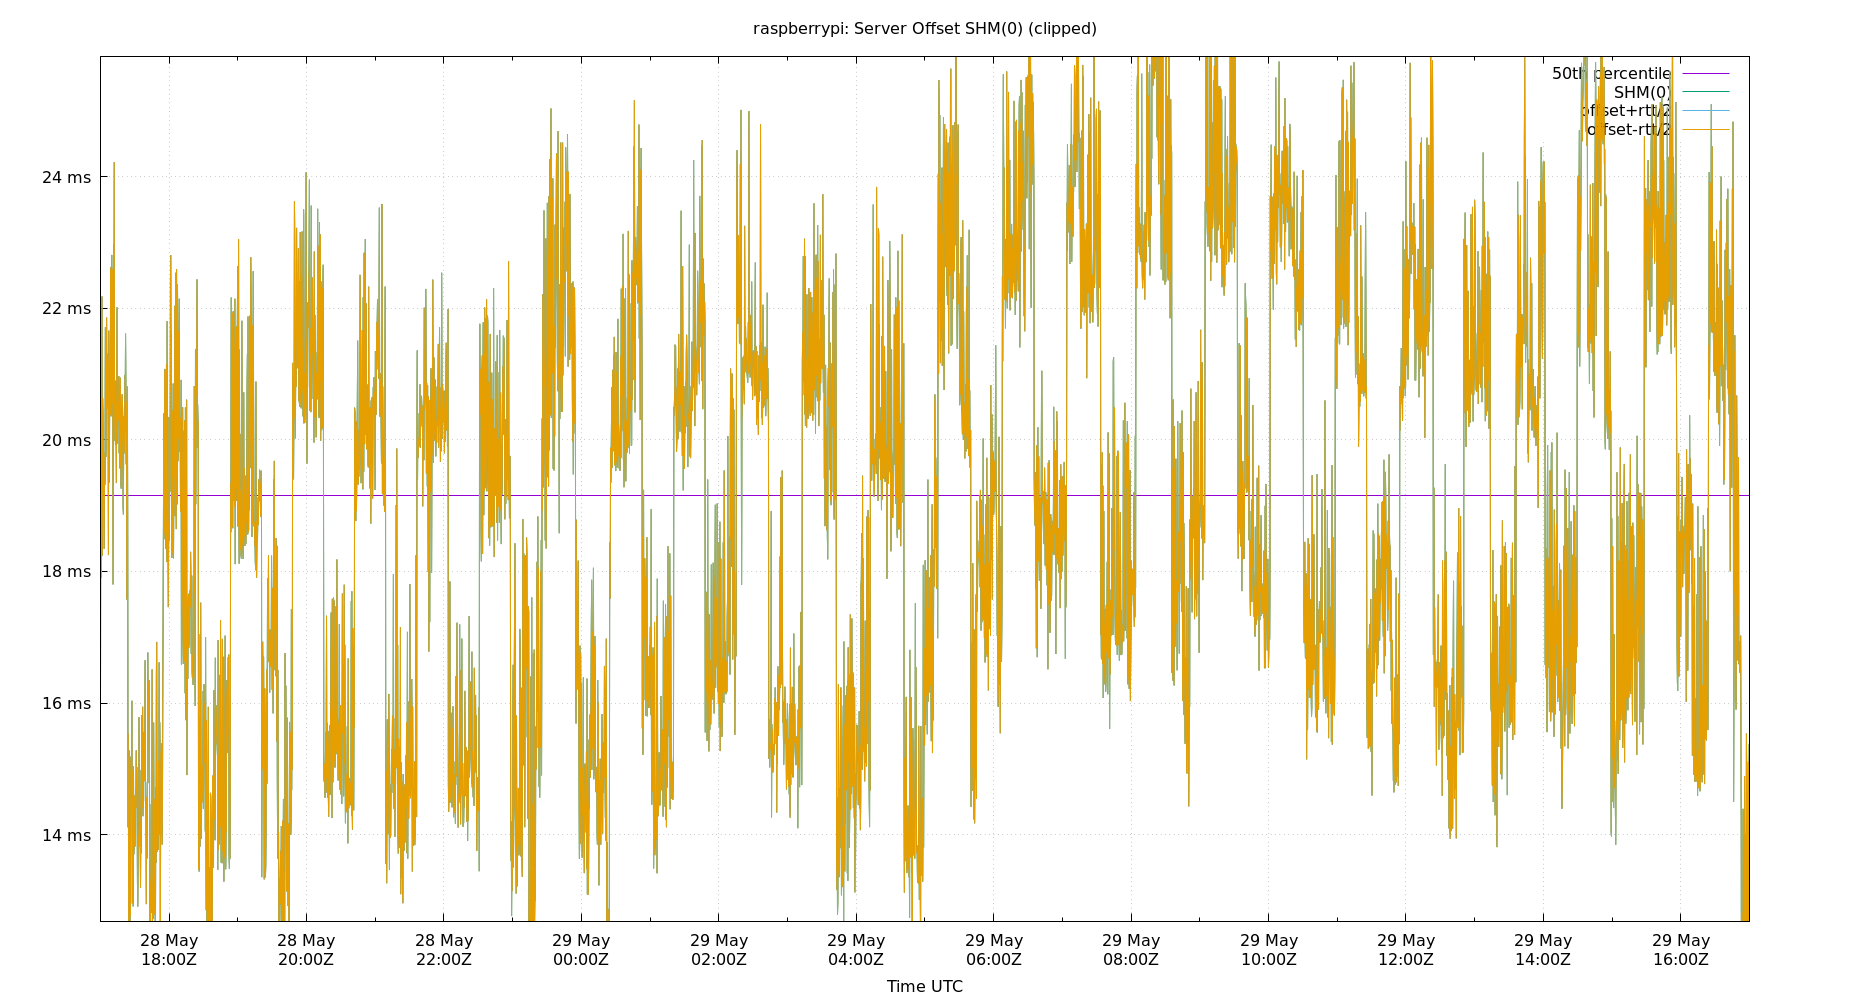 raspberrypi: Server Offset SHM(0) (clipped)
50th percentile
SHM(0)
offset+rtt/2
offset-rtt/2
24 ms
22 ms
20 ms
18 ms
16 ms
14 ms
28 May 28 May 28 May 29 May 29 May 29 May 29 May 29 May 29 May 29 May 29 May 29 May
18:00Z 20:00Z 22:00Z 00:00Z 02:00Z 04:00Z 06:00Z 08:00Z 10:00Z 12:00Z 14:00Z 16:00Z
Time UTC